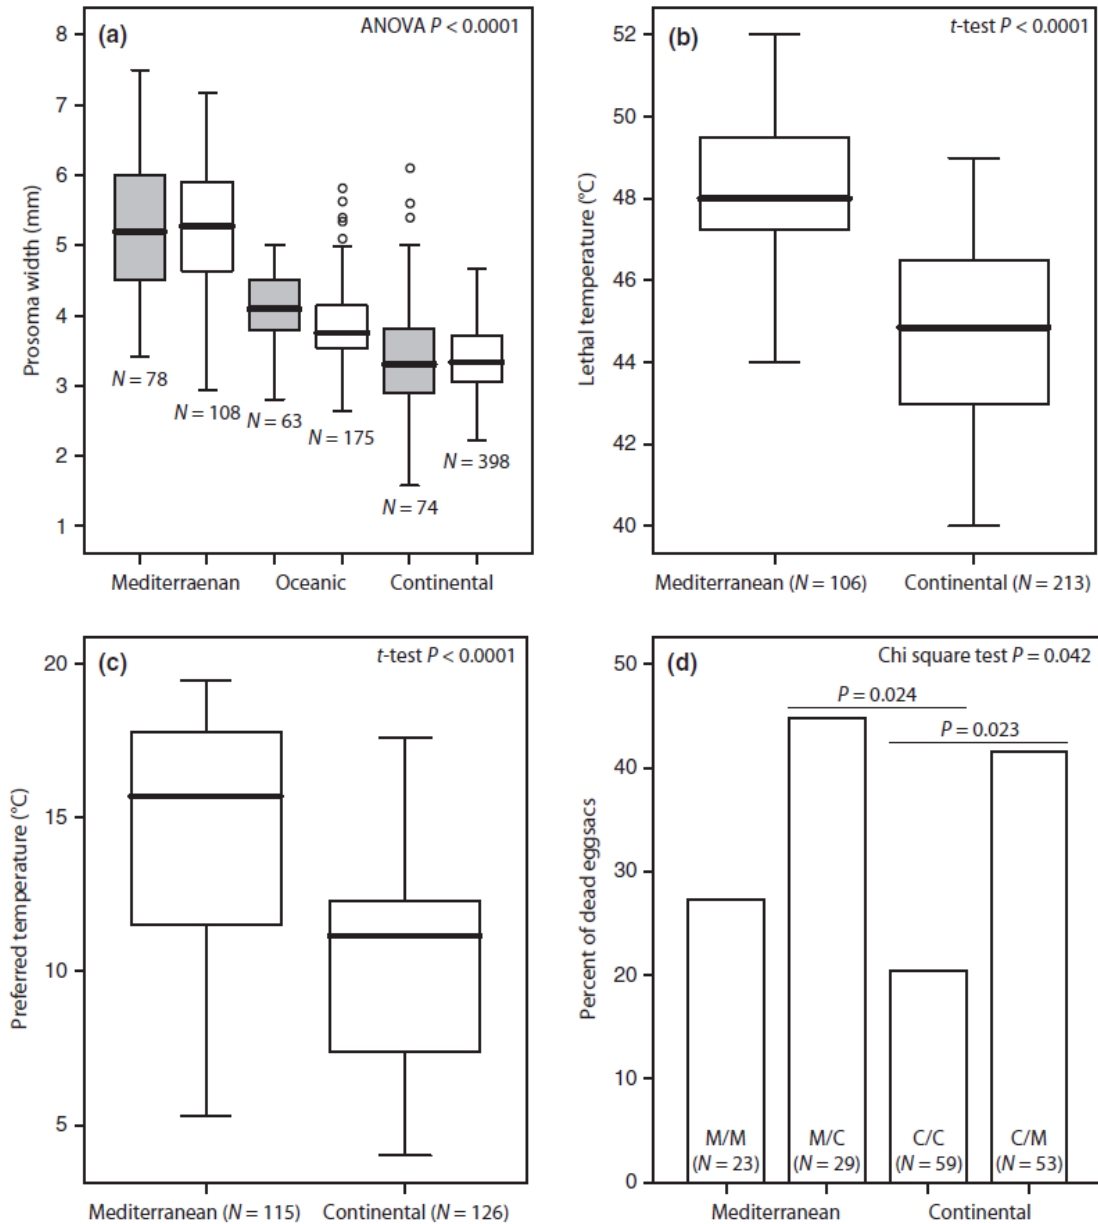 (a)
ANOVA P < 0.0001
8
7
6
5
4
3
2
1
Prosoma width (mm)
N = 78
N = 108
N = 63
N = 175
N = 74
N = 398
Mediterraenan
Oceanic
Continental
(b)
t-test P < 0.0001
52
50
48
46
44
42
40
Lethal temperature (°C)
Mediterranean (N = 106)
Continental (N = 213)
(c)
t-test P < 0.0001
20
15
10
5
Preferred temperature (°C)
Mediterranean (N = 115)
Continental (N = 126)
(d)
Chi square test P = 0.042
P = 0.024
P = 0.023
50
40
30
20
10
0
Percent of dead eggsacs
M/M
(N = 23)
M/C
(N = 29)
C/C
(N = 59)
C/M
(N = 53)
Mediterranean
Continental